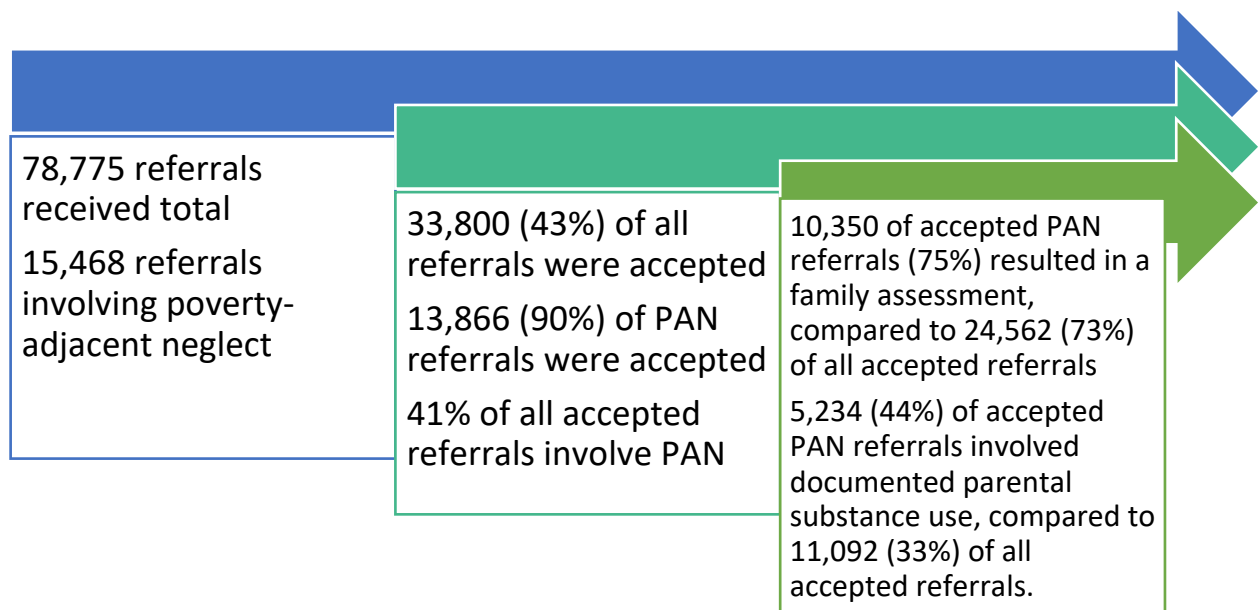 78,775 referrals
received total
15,468 referrals
involving poverty-
adjacent neglect
33,800 (43%) of all
referrals were accepted
13,866 (90%) of PAN
referrals were accepted
41% of all accepted
referrals involve PAN
10,350 of accepted PAN
referrals (75%) resulted in a
family assessment,
compared to 24,562 (73%)
of all accepted referrals
5,234 (44%) of accepted
PAN referrals involved
documented parental
substance use, compared to
11,092 (33%) of all
accepted referrals.